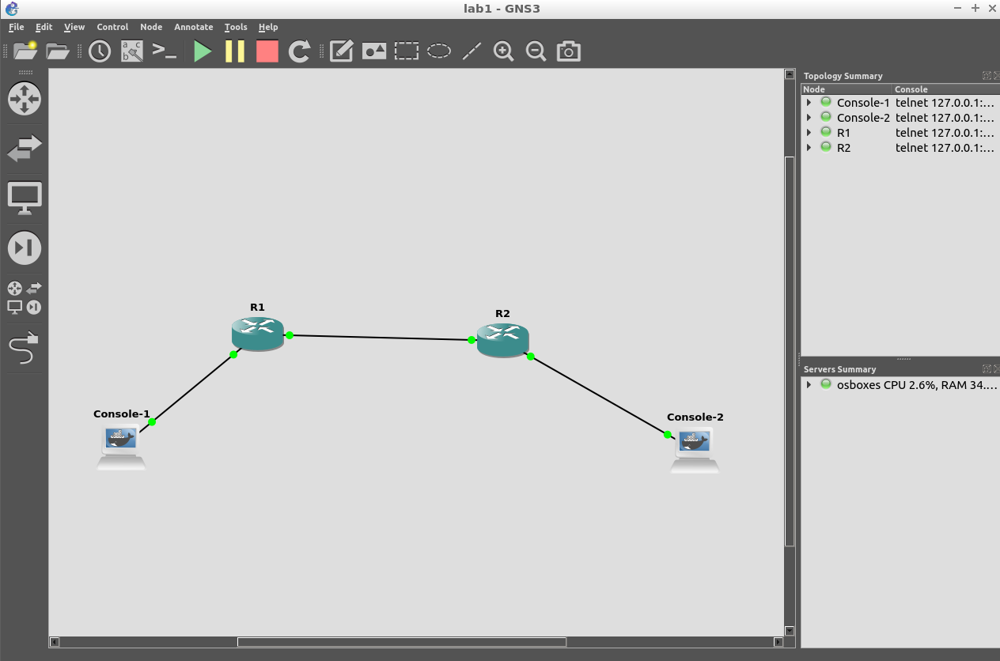 lab1 - GNS3
File Edit View Control Node Annotate Tools Help
Topology Summary
Node Console
Console-1 telnet 127.0.0.1:...
Console-2 telnet 127.0.0.1:...
R1 telnet 127.0.0.1:...
R2 telnet 127.0.0.1:...
R1
R2
Console-1
Console-2
Servers Summary
osboxes CPU 2.6%, RAM 34....